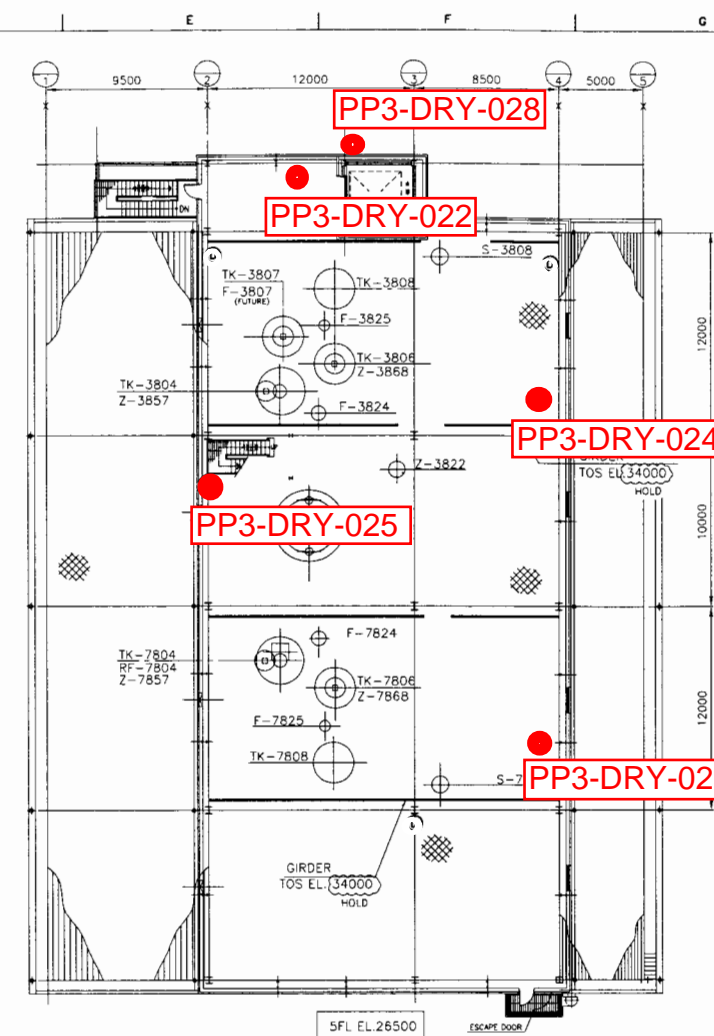 E F G
1 2 3 4 5
9500 12000 8500 5000
PP3-DRY-028
DN
PP3-DRY-022
S-3808
TK-3807
F-3807
(FUTURE)
TK-3808
F-3825
12000
TK-3806
Z-3868
TK-3804
Z-3857
F-3824
PP3-DRY-024
Z-3822
TOS EL.34000
HOLD
PP3-DRY-025
10000
F-7824
TK-7804
RF-7804
Z-7857
TK-7806
Z-7868
12000
F-7825
TK-7808
S-7
PP3-DRY-02
GIRDER
TOS EL.34000
HOLD
5FL EL.26500
ESCAPE DOOR